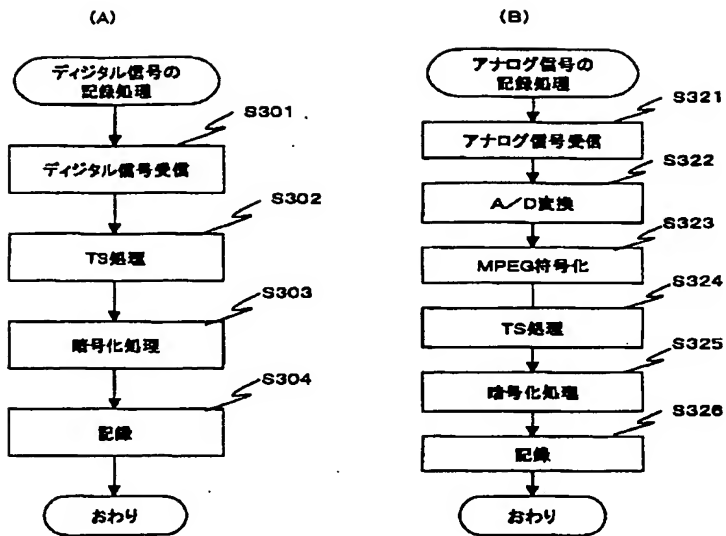 (A)
ディジタル信号の
記録処理
S301
ディジタル信号受信
S302
TS処理
S303
暗号化処理
S304
記録
おわり
(B)
アナログ信号の
記録処理
S321
アナログ信号受信
S322
A/D変換
S323
MPEG符号化
S324
TS処理
S325
暗号化処理
S326
記録
おわり